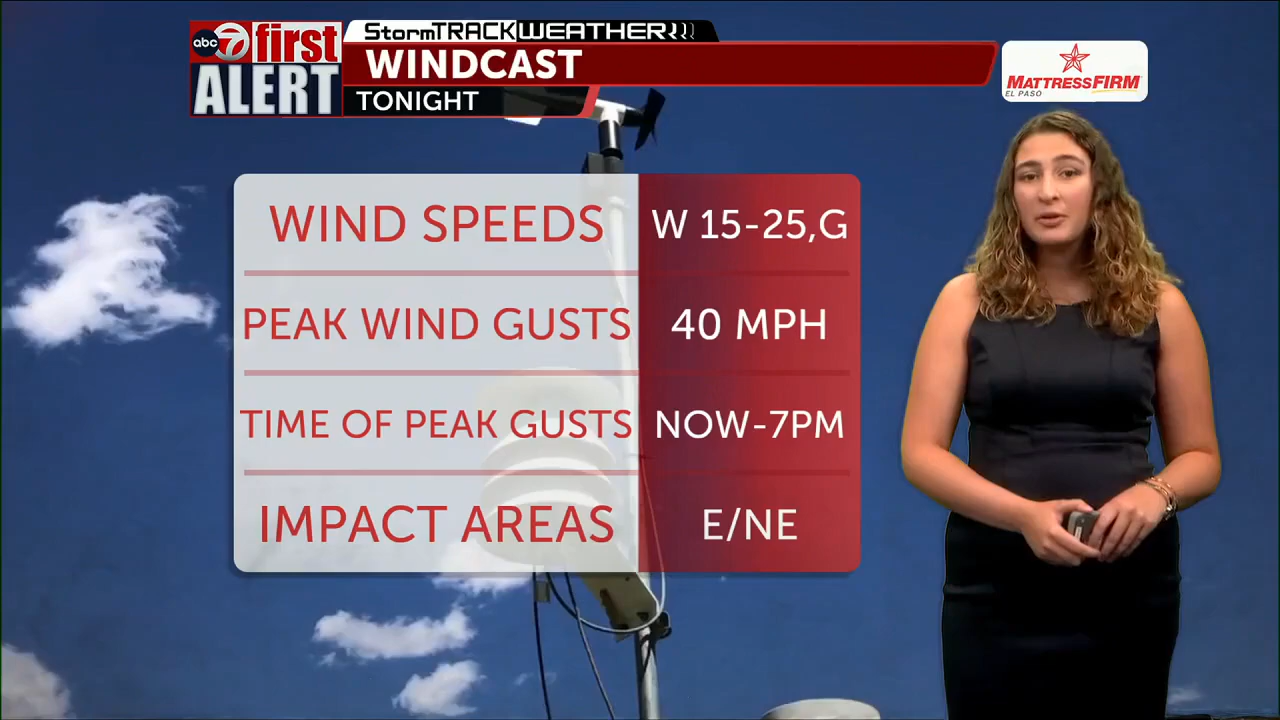 StormTRACKWEATHER
abc 7 first
ALERT
WINDCAST
TONIGHT
MATTRESSFIRM
EL PASO
WIND SPEEDS W 15-25,G
PEAK WIND GUSTS 40 MPH
TIME OF PEAK GUSTS NOW-7PM
IMPACT AREAS E/NE